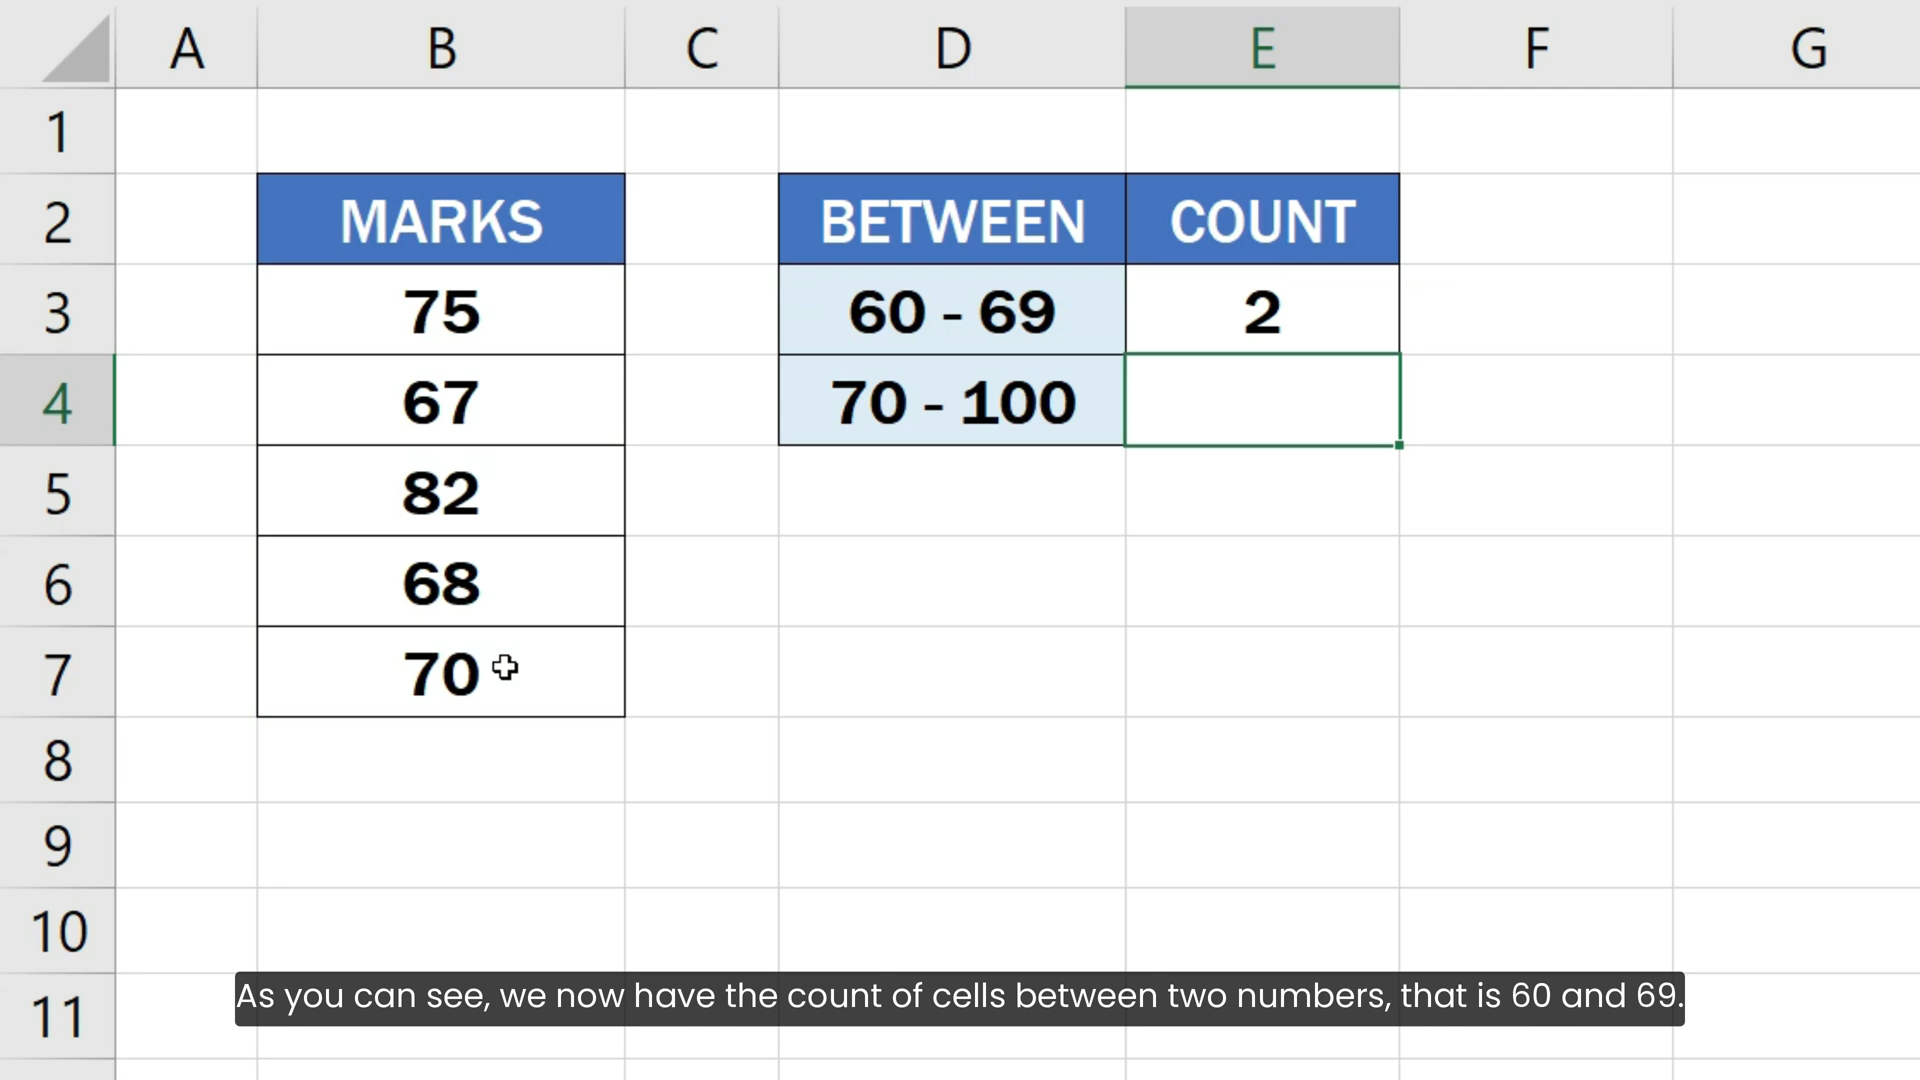 A B C D E F G
1
2 MARKS BETWEEN COUNT
3 75 60 - 69 2
4 67 70 - 100
5 82
6 68
7 70
8
9
10
11
As you can see, we now have the count of cells between two numbers, that is 60 and 69.